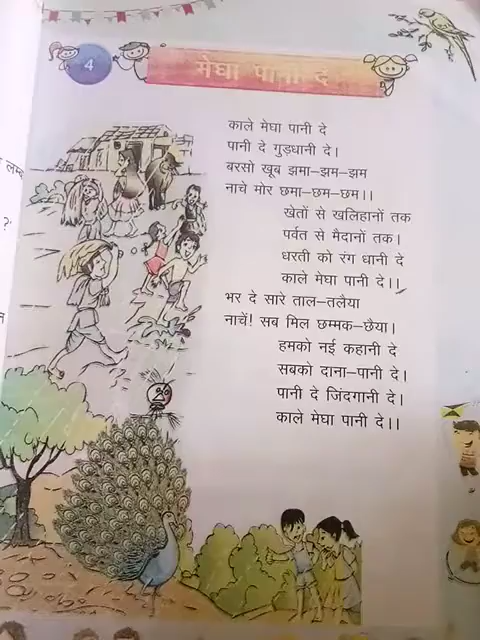 4
मेघा पानी दे
काले मेघा पानी दे
पानी दे गुड़धानी दे।
बरसो खूब झमा–झम–झम
नाचे मोर छमा–छम–छम।।
खेतों से खलिहानों तक
पर्वत से मैदानों तक।
धरती को रंग धानी दे
काले मेघा पानी दे।।
भर दे सारे ताल–तलैया
नाचें! सब मिल छम्मक–छैया।
हमको नई कहानी दे
सबको दाना–पानी दे।
पानी दे जिंदगानी दे।
काले मेघा पानी दे।।